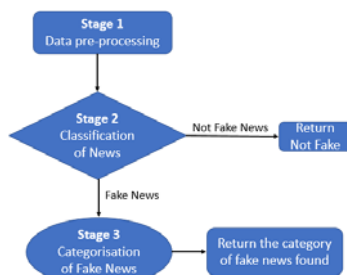 Stage 1
Data pre-processing
Stage 2
Classification
of News
Not Fake News
Return
Not Fake
Fake News
Stage 3
Categorisation
of Fake News
Return the category
of fake news found